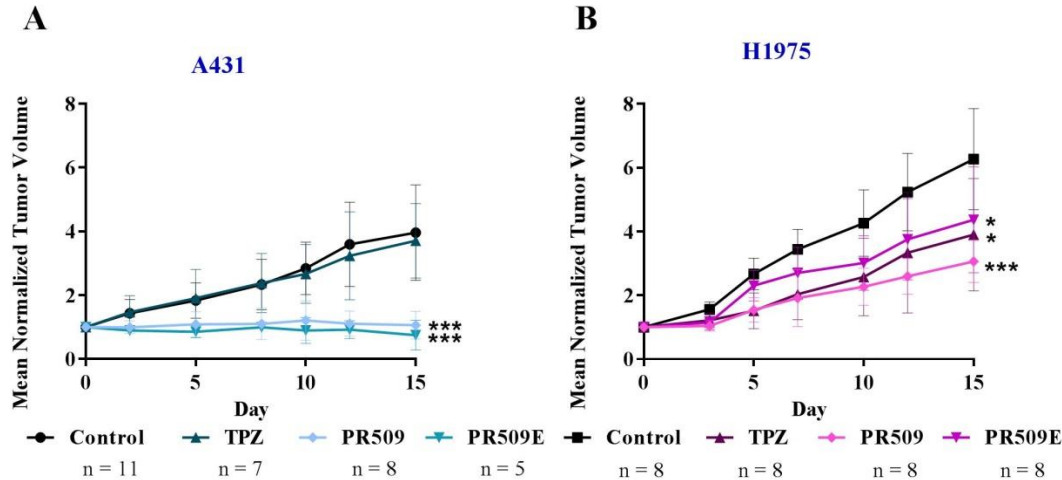 A
A431
Mean Normalized Tumor Volume
8
6
4
2
0
***
***
0 5 10 15
Day
Control TPZ PR509 PR509E
n = 11 n = 7 n = 8 n = 5
B
H1975
Mean Normalized Tumor Volume
8
6
4
2
0
*
*
***
0 5 10 15
Day
Control TPZ PR509 PR509E
n = 8 n = 8 n = 8 n = 8